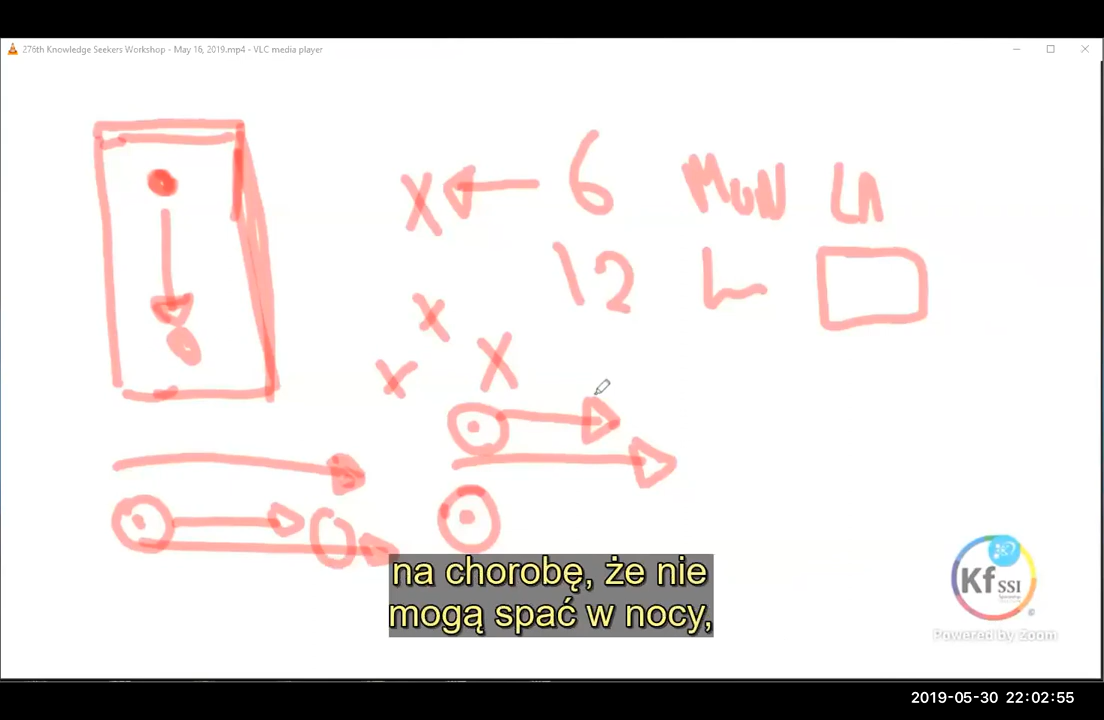 276th Knowledge Seekers Workshop - May 16, 2019.mp4 - VLC media player
X ← 6 MUN
12
X
X X
na chorobę, że nie
mogą spać w nocy,
Kf SSI
Powered by Zoom
2019-05-30 22:02:55